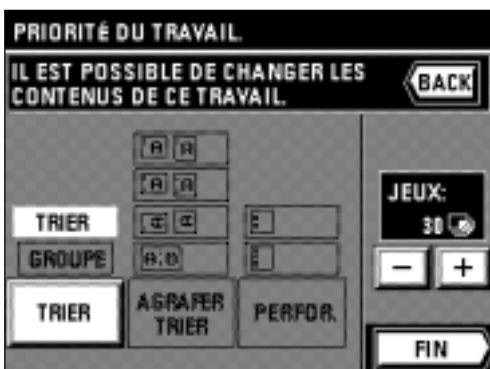 PRIORITÉ DU TRAVAIL.
IL EST POSSIBLE DE CHANGER LES
CONTENUS DE CE TRAVAIL.
BACK
JEUX:
30
TRIER
GROUPE
A:B
− +
TRIER
AGRAFER
TRIER
PERFOR.
FIN